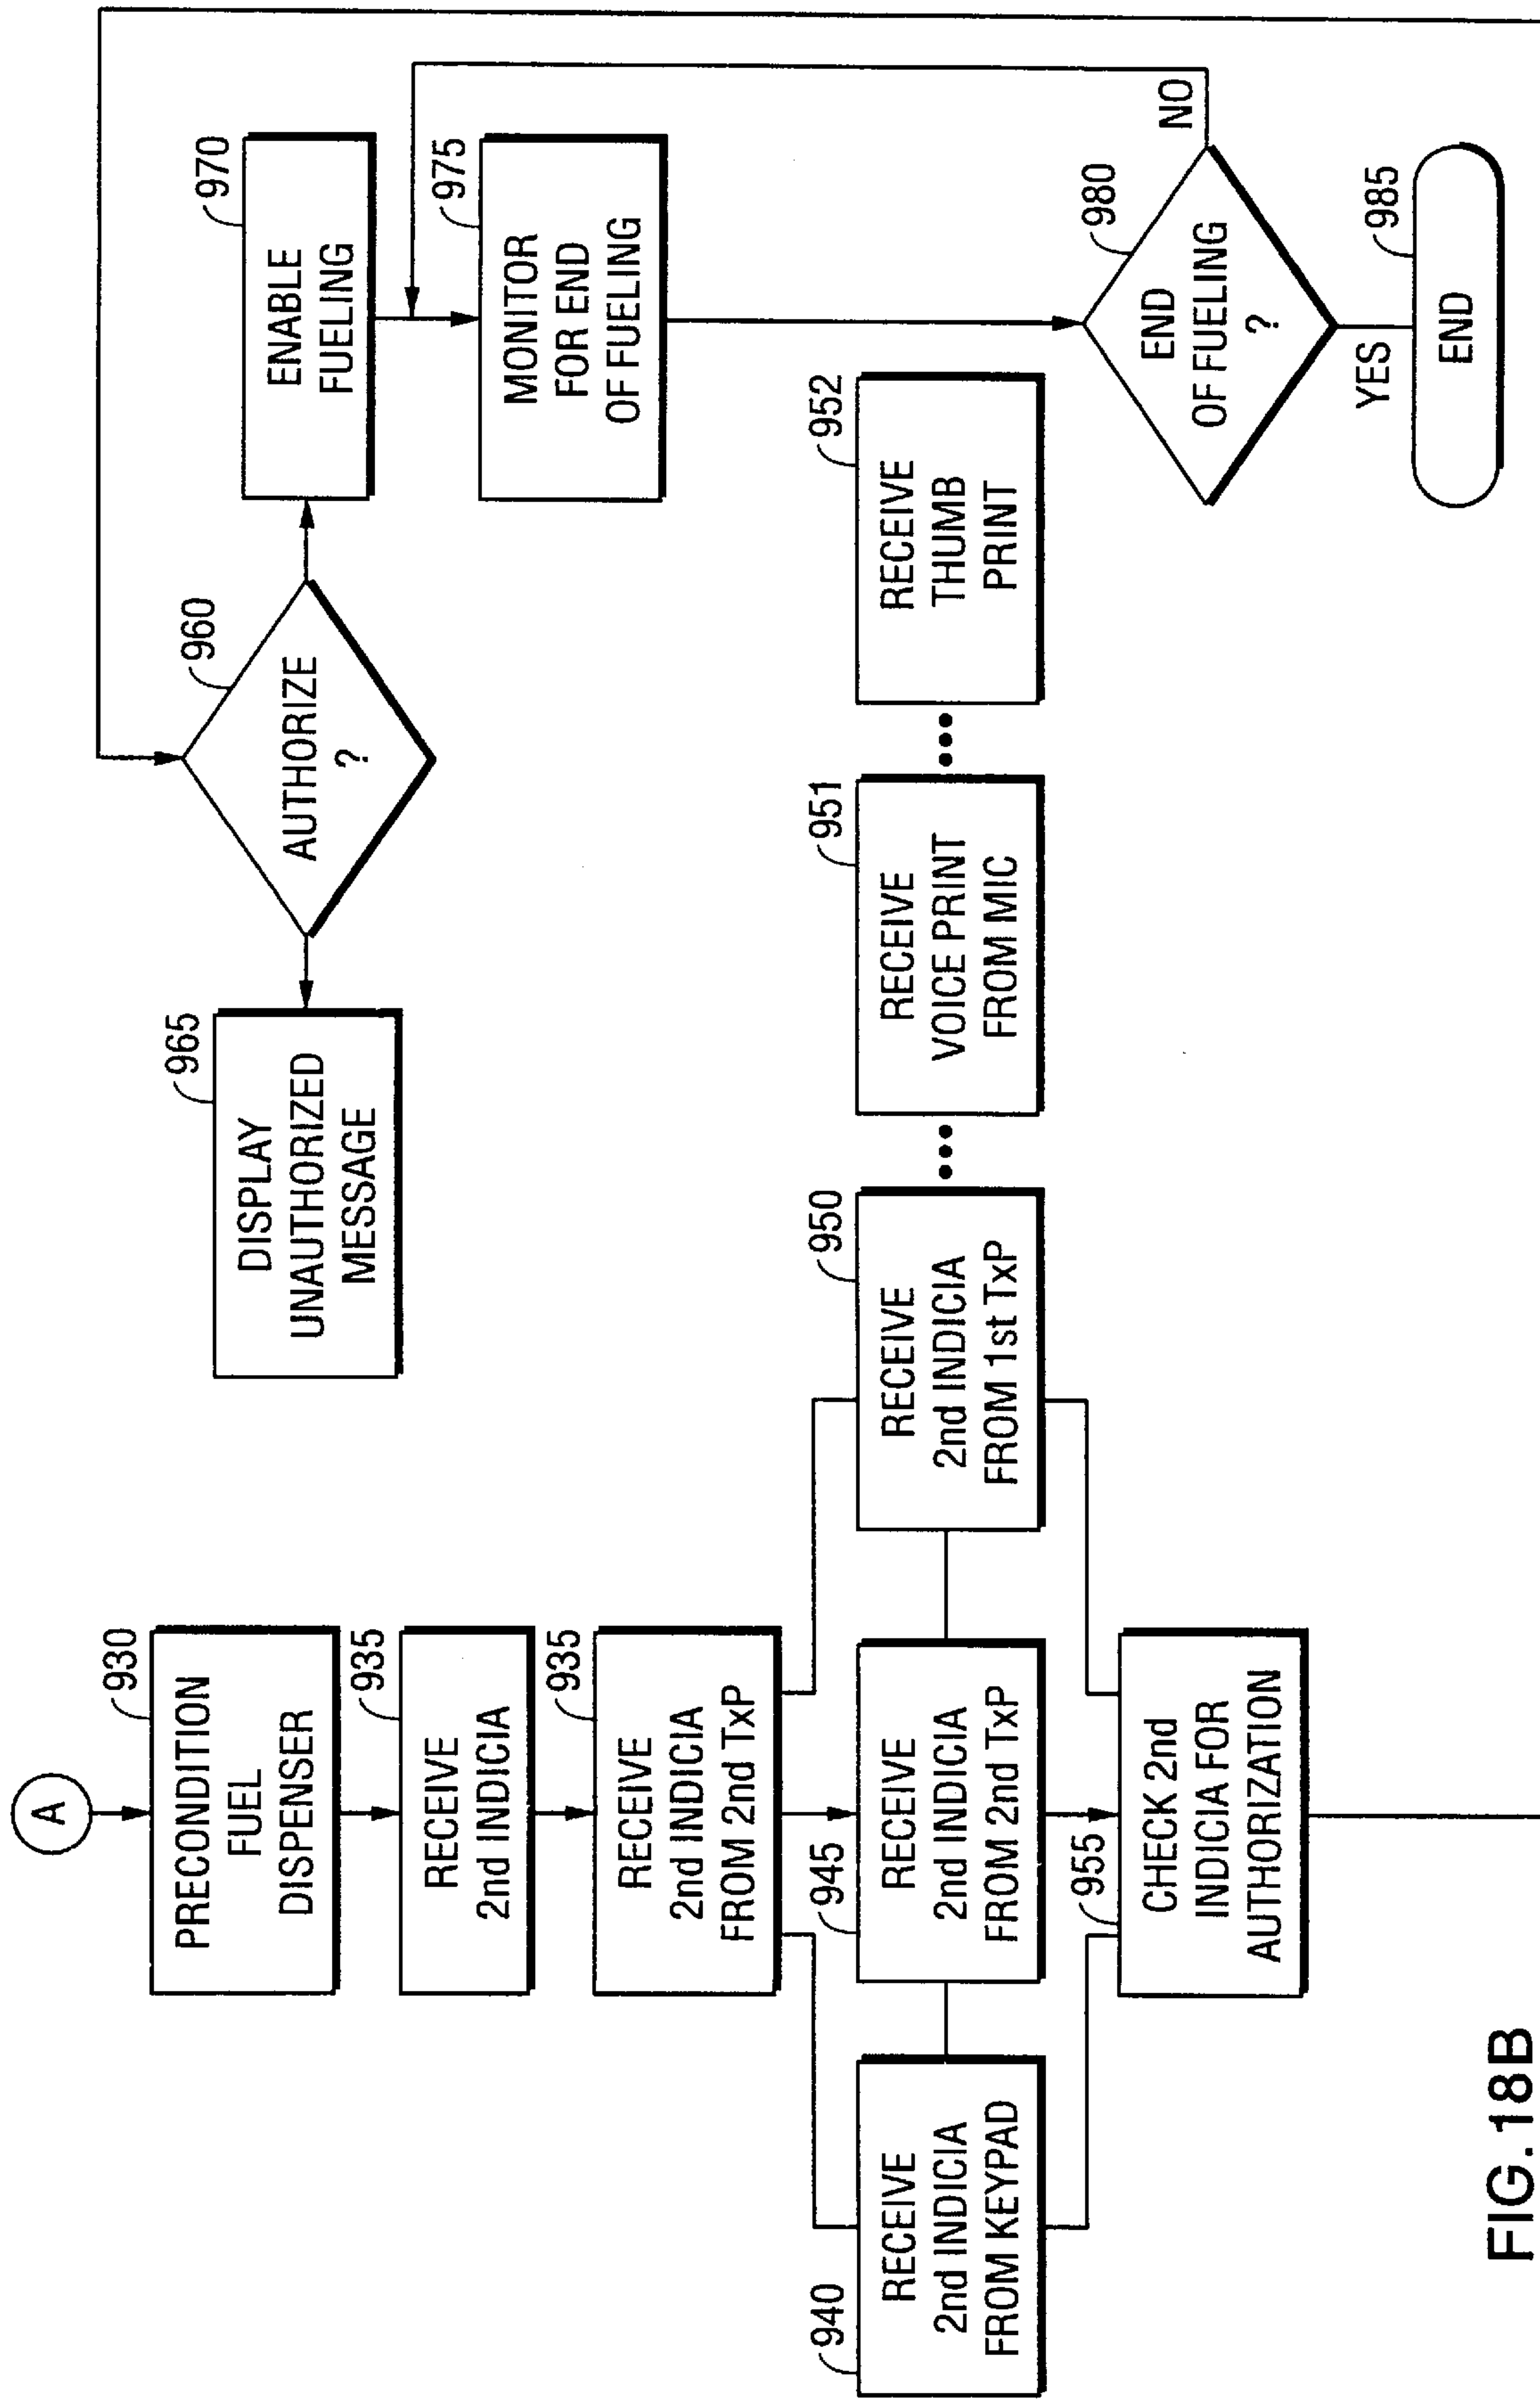 A
930
PRECONDITION
FUEL
DISPENSER
935
RECEIVE
2nd INDICIA
935
RECEIVE
2nd INDICIA
FROM 2nd TxP
940
RECEIVE
2nd INDICIA
FROM KEYPAD
945
RECEIVE
2nd INDICIA
FROM 2nd TxP
950
RECEIVE
2nd INDICIA
FROM 1st TxP
951
RECEIVE
VOICE PRINT
FROM MIC
952
RECEIVE
THUMB
PRINT
955
CHECK 2nd
INDICIA FOR
AUTHORIZATION
960
AUTHORIZE
?
965
DISPLAY
UNAUTHORIZED
MESSAGE
970
ENABLE
FUELING
975
MONITOR
FOR END
OF FUELING
980
END
OF FUELING
?
NO
YES
985
END
FIG.18B